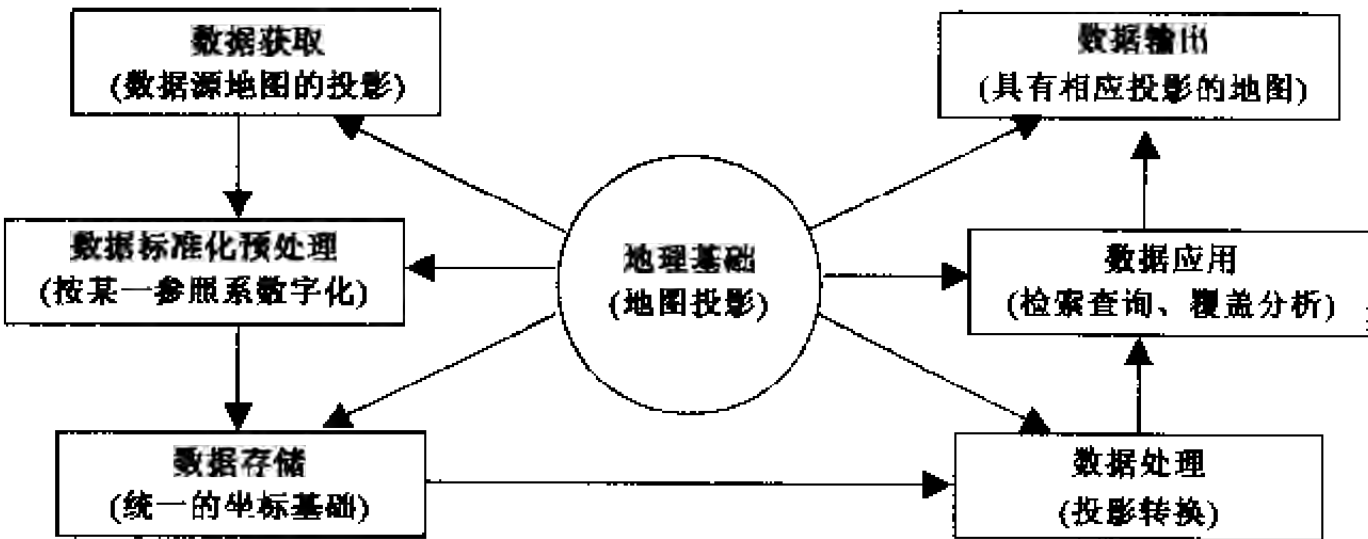 数据获取
(数据源地图的投影)
数据输出
(具有相应投影的地图)
数据标准化预处理
(按某一参照系数字化)
地理基础
(地图投影)
数据应用
(检索查询、覆盖分析)
数据存储
(统一的坐标基础)
数据处理
(投影转换)